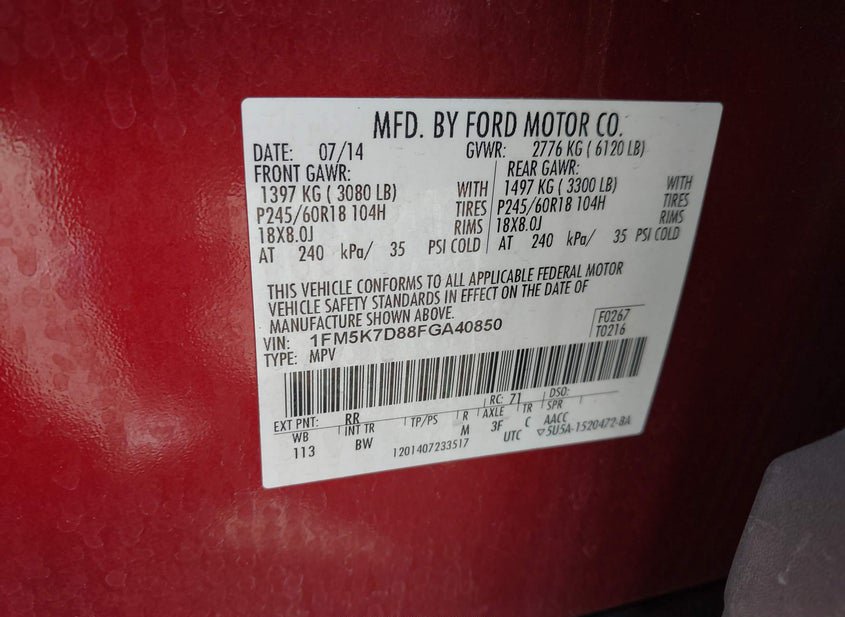 MFD. BY FORD MOTOR CO.
DATE: 07/14 GVWR: 2776 KG ( 6120 LB)
FRONT GAWR: REAR GAWR:
1397 KG ( 3080 LB) WITH 1497 KG ( 3300 LB) WITH
P245/60R18 104H TIRES P245/60R18 104H TIRES
18X8.0J RIMS 18X8.0J RIMS
AT 240 kPa/ 35 PSI COLD AT 240 kPa/ 35 PSI COLD
THIS VEHICLE CONFORMS TO ALL APPLICABLE FEDERAL MOTOR
VEHICLE SAFETY STANDARDS IN EFFECT ON THE DATE OF
MANUFACTURE SHOWN ABOVE.
VIN: 1FM5K7D88FGA40850 F0267
TYPE: MPV T0216
EXT PNT: RR RC: 71 DSO:
WB INT TR TP/PS R AXLE TR SPR
113 BW M 3F C AACC
1201407233517 UTC ▽5U5A-1520472-BA